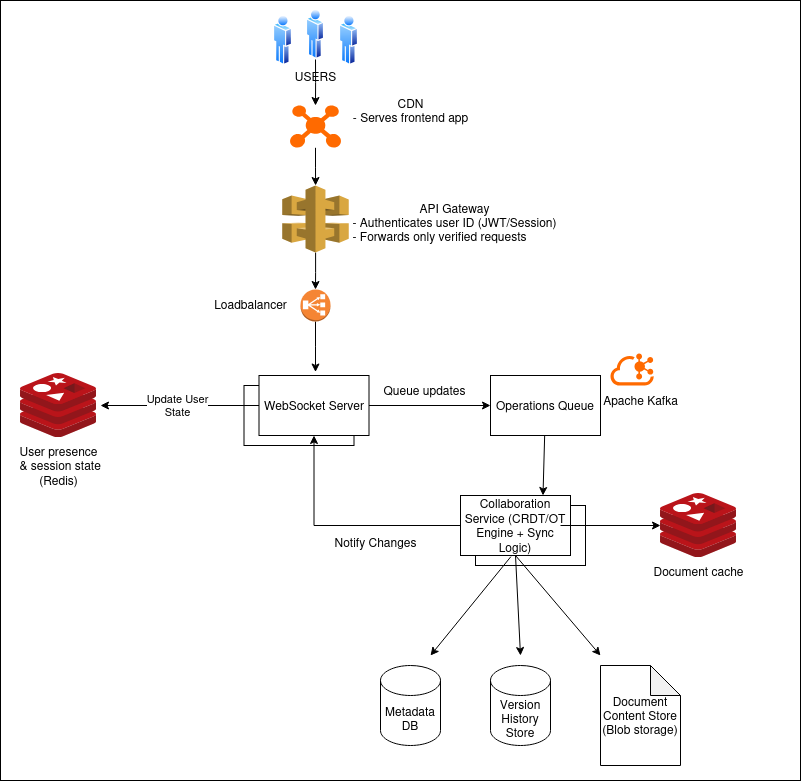 USERS
CDN
- Serves frontend app
API Gateway
- Authenticates user ID (JWT/Session)
- Forwards only verified requests
Loadbalancer
WebSocket Server
Queue updates
Operations Queue
Apache Kafka
Update User
State
User presence
& session state
(Redis)
Collaboration
Service (CRDT/OT
Engine + Sync
Logic)
Notify Changes
Document cache
Metadata
DB
Version
History
Store
Document
Content Store
(Blob storage)